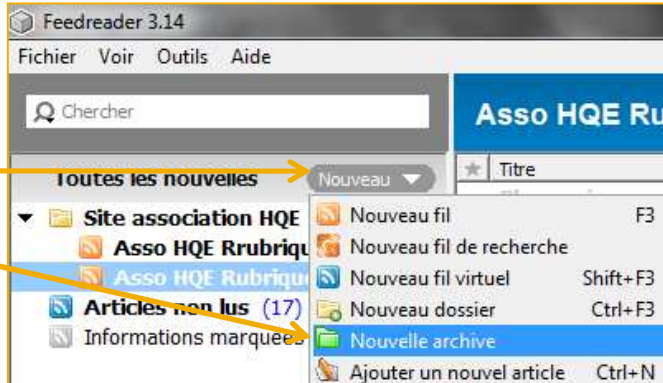 Feedreader 3.14
Fichier Voir Outils Aide
Chercher
Asso HQE Ru
Toutes les nouvelles
Nouveau
Titre
Site association HQE
Asso HQE Rrubriqu
Asso HQE Rubrique
Articles non lus (17)
Informations marquées
Nouveau fil F3
Nouveau fil de recherche
Nouveau fil virtuel Shift+F3
Nouveau dossier Ctrl+F3
Nouvelle archive
Ajouter un nouvel article Ctrl+N